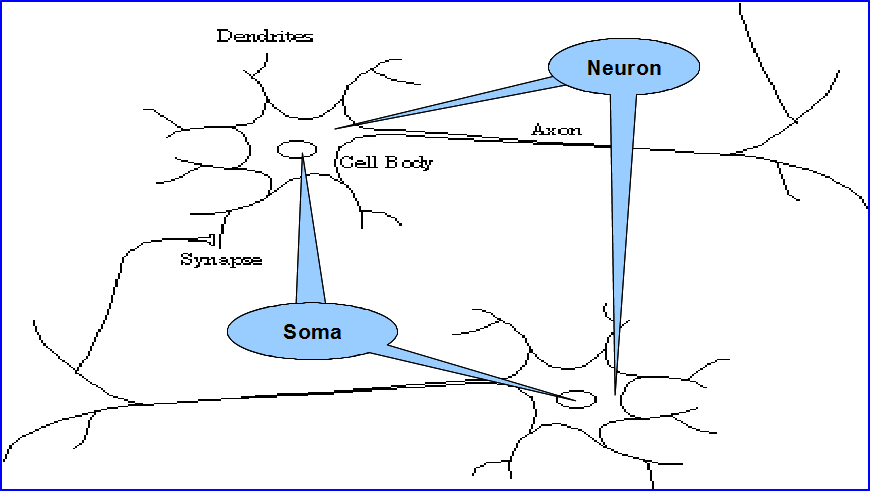 Dendrites
Neuron
Axon
Cell Body
Synapse
Soma